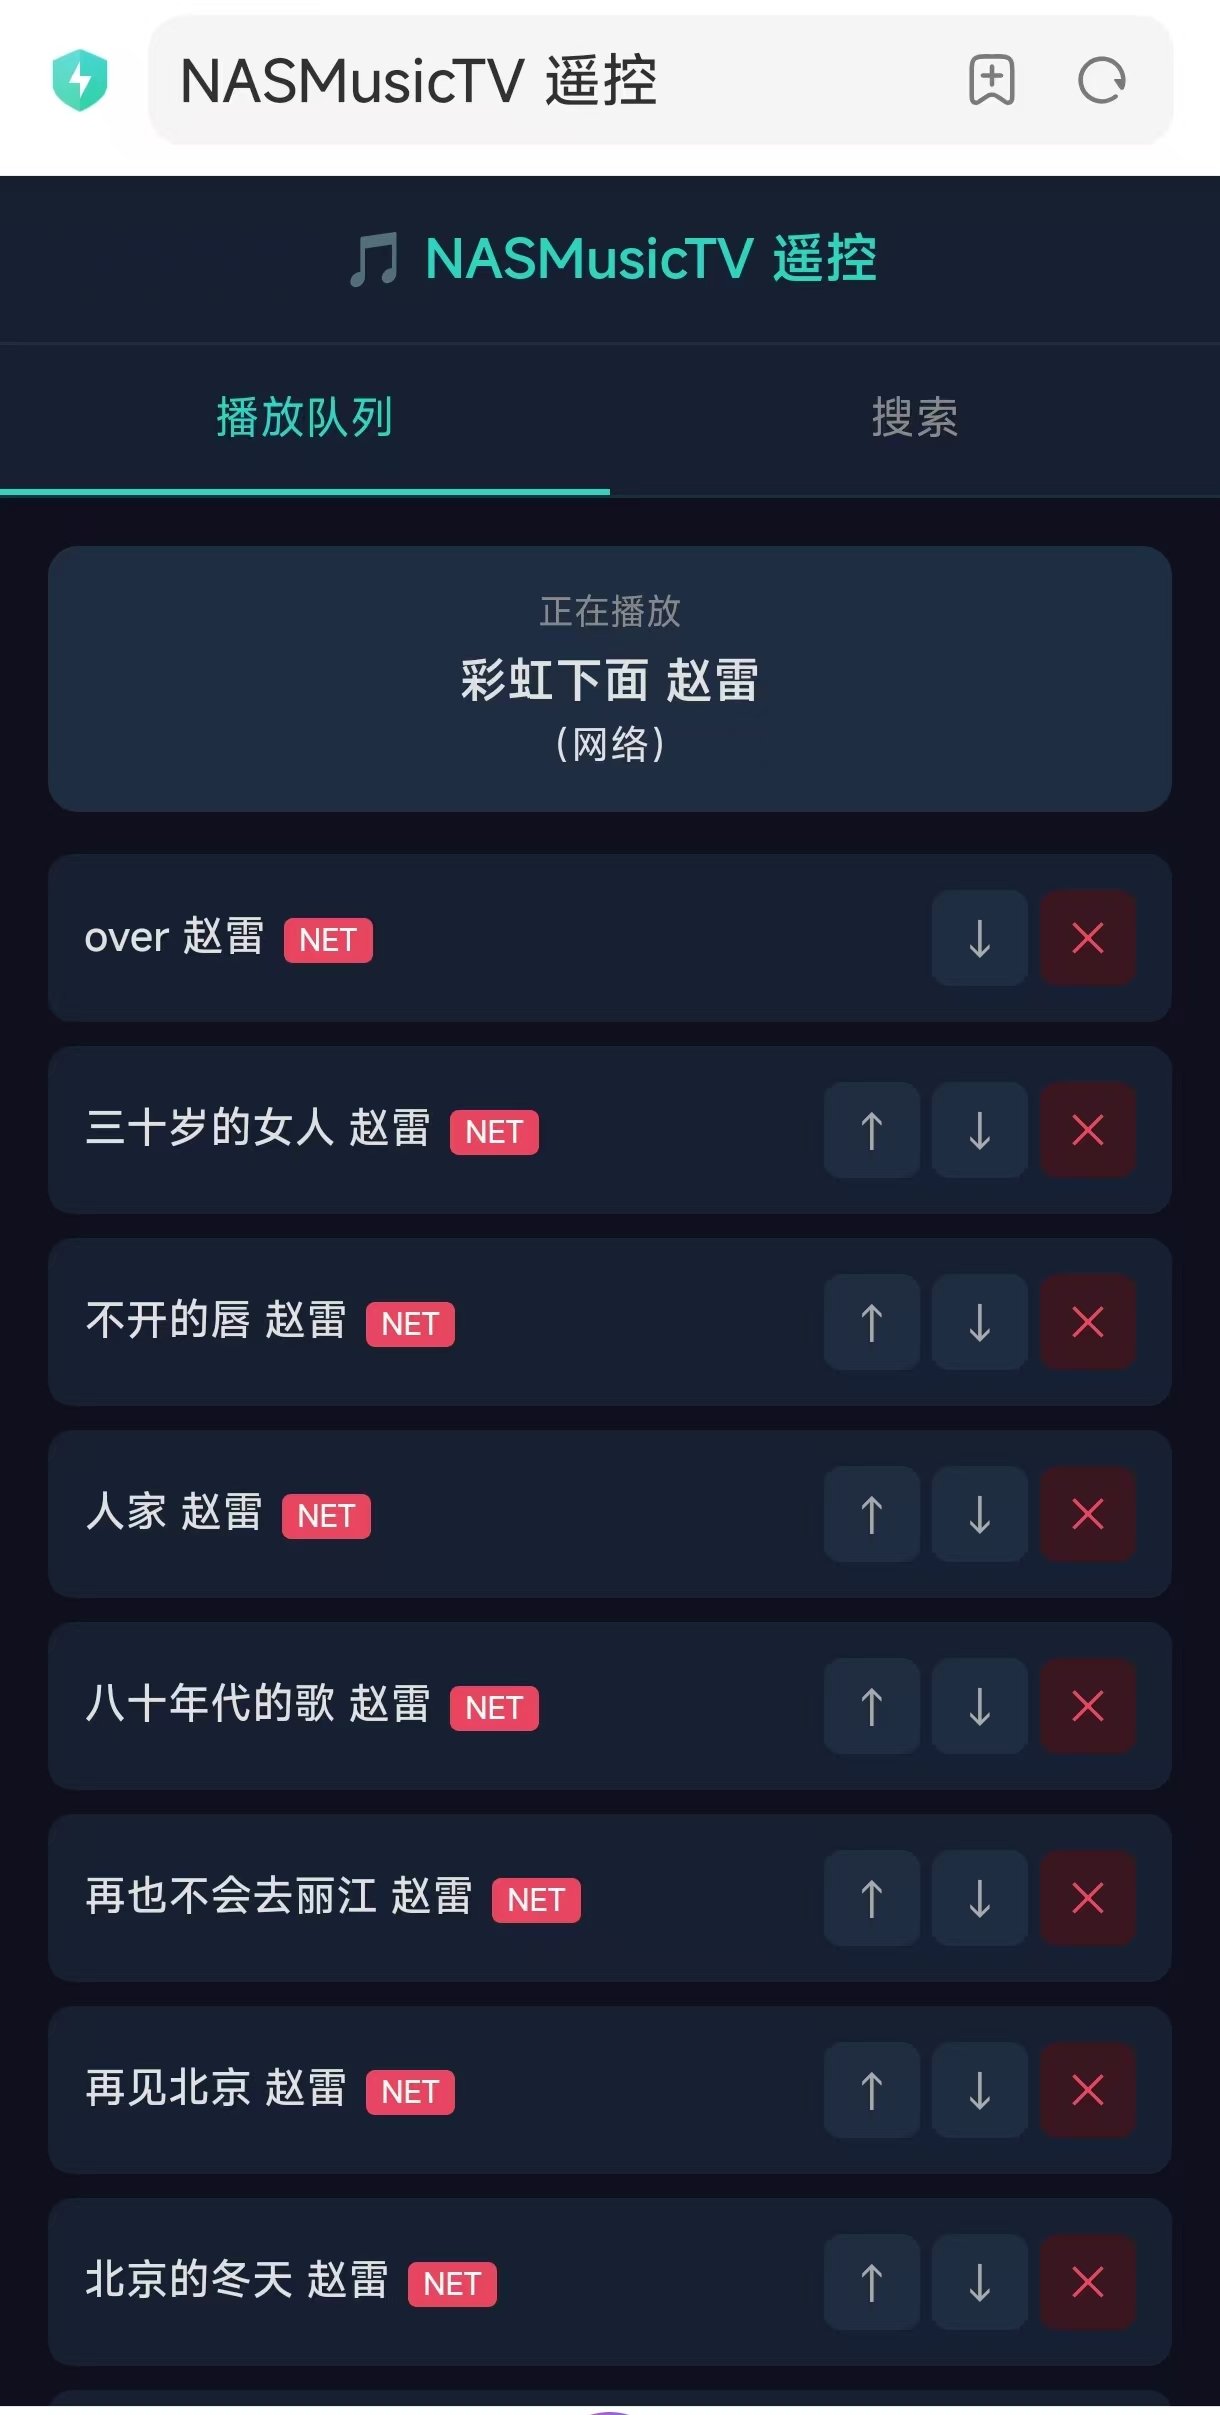 NASMusicTV 遥控
NASMusicTV 遥控
播放队列 搜索
正在播放
彩虹下面 赵雷
(网络)
over 赵雷 NET ↓ ×
三十岁的女人 赵雷 NET ↑ ↓ ×
不开的唇 赵雷 NET ↑ ↓ ×
人家 赵雷 NET ↑ ↓ ×
八十年代的歌 赵雷 NET ↑ ↓ ×
再也不会去丽江 赵雷 NET ↑ ↓ ×
再见北京 赵雷 NET ↑ ↓ ×
北京的冬天 赵雷 NET ↑ ↓ ×